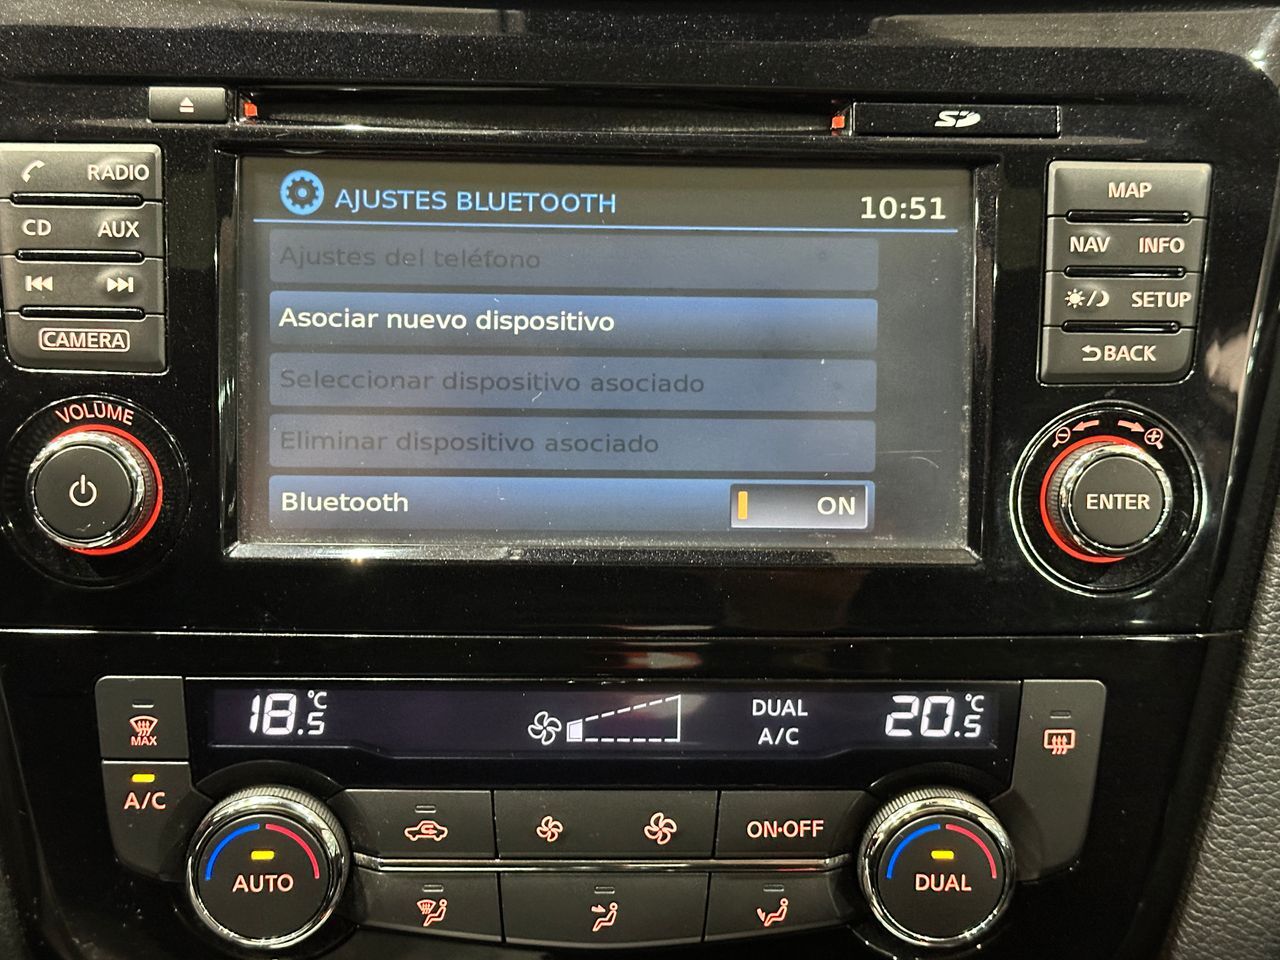 SD
RADIO
CD AUX
CAMERA
VOLUME
AJUSTES BLUETOOTH 10:51
Ajustes del teléfono
Asociar nuevo dispositivo
Seleccionar dispositivo asociado
Eliminar dispositivo asociado
Bluetooth ON
MAP
NAV INFO
SETUP
BACK
ENTER
MAX
A/C
18.5°C
DUAL
A/C
20.5°C
AUTO
ON•OFF
DUAL